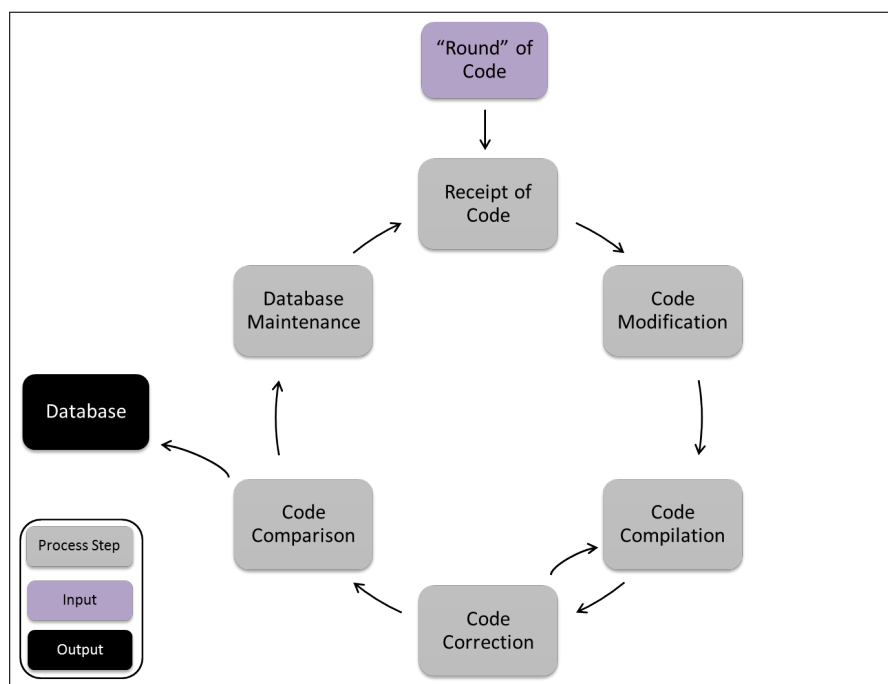 “Round” of
Code
Receipt of
Code
Database
Maintenance
Code
Modification
Database
Code
Comparison
Code
Compilation
Code
Correction
Process Step
Input
Output